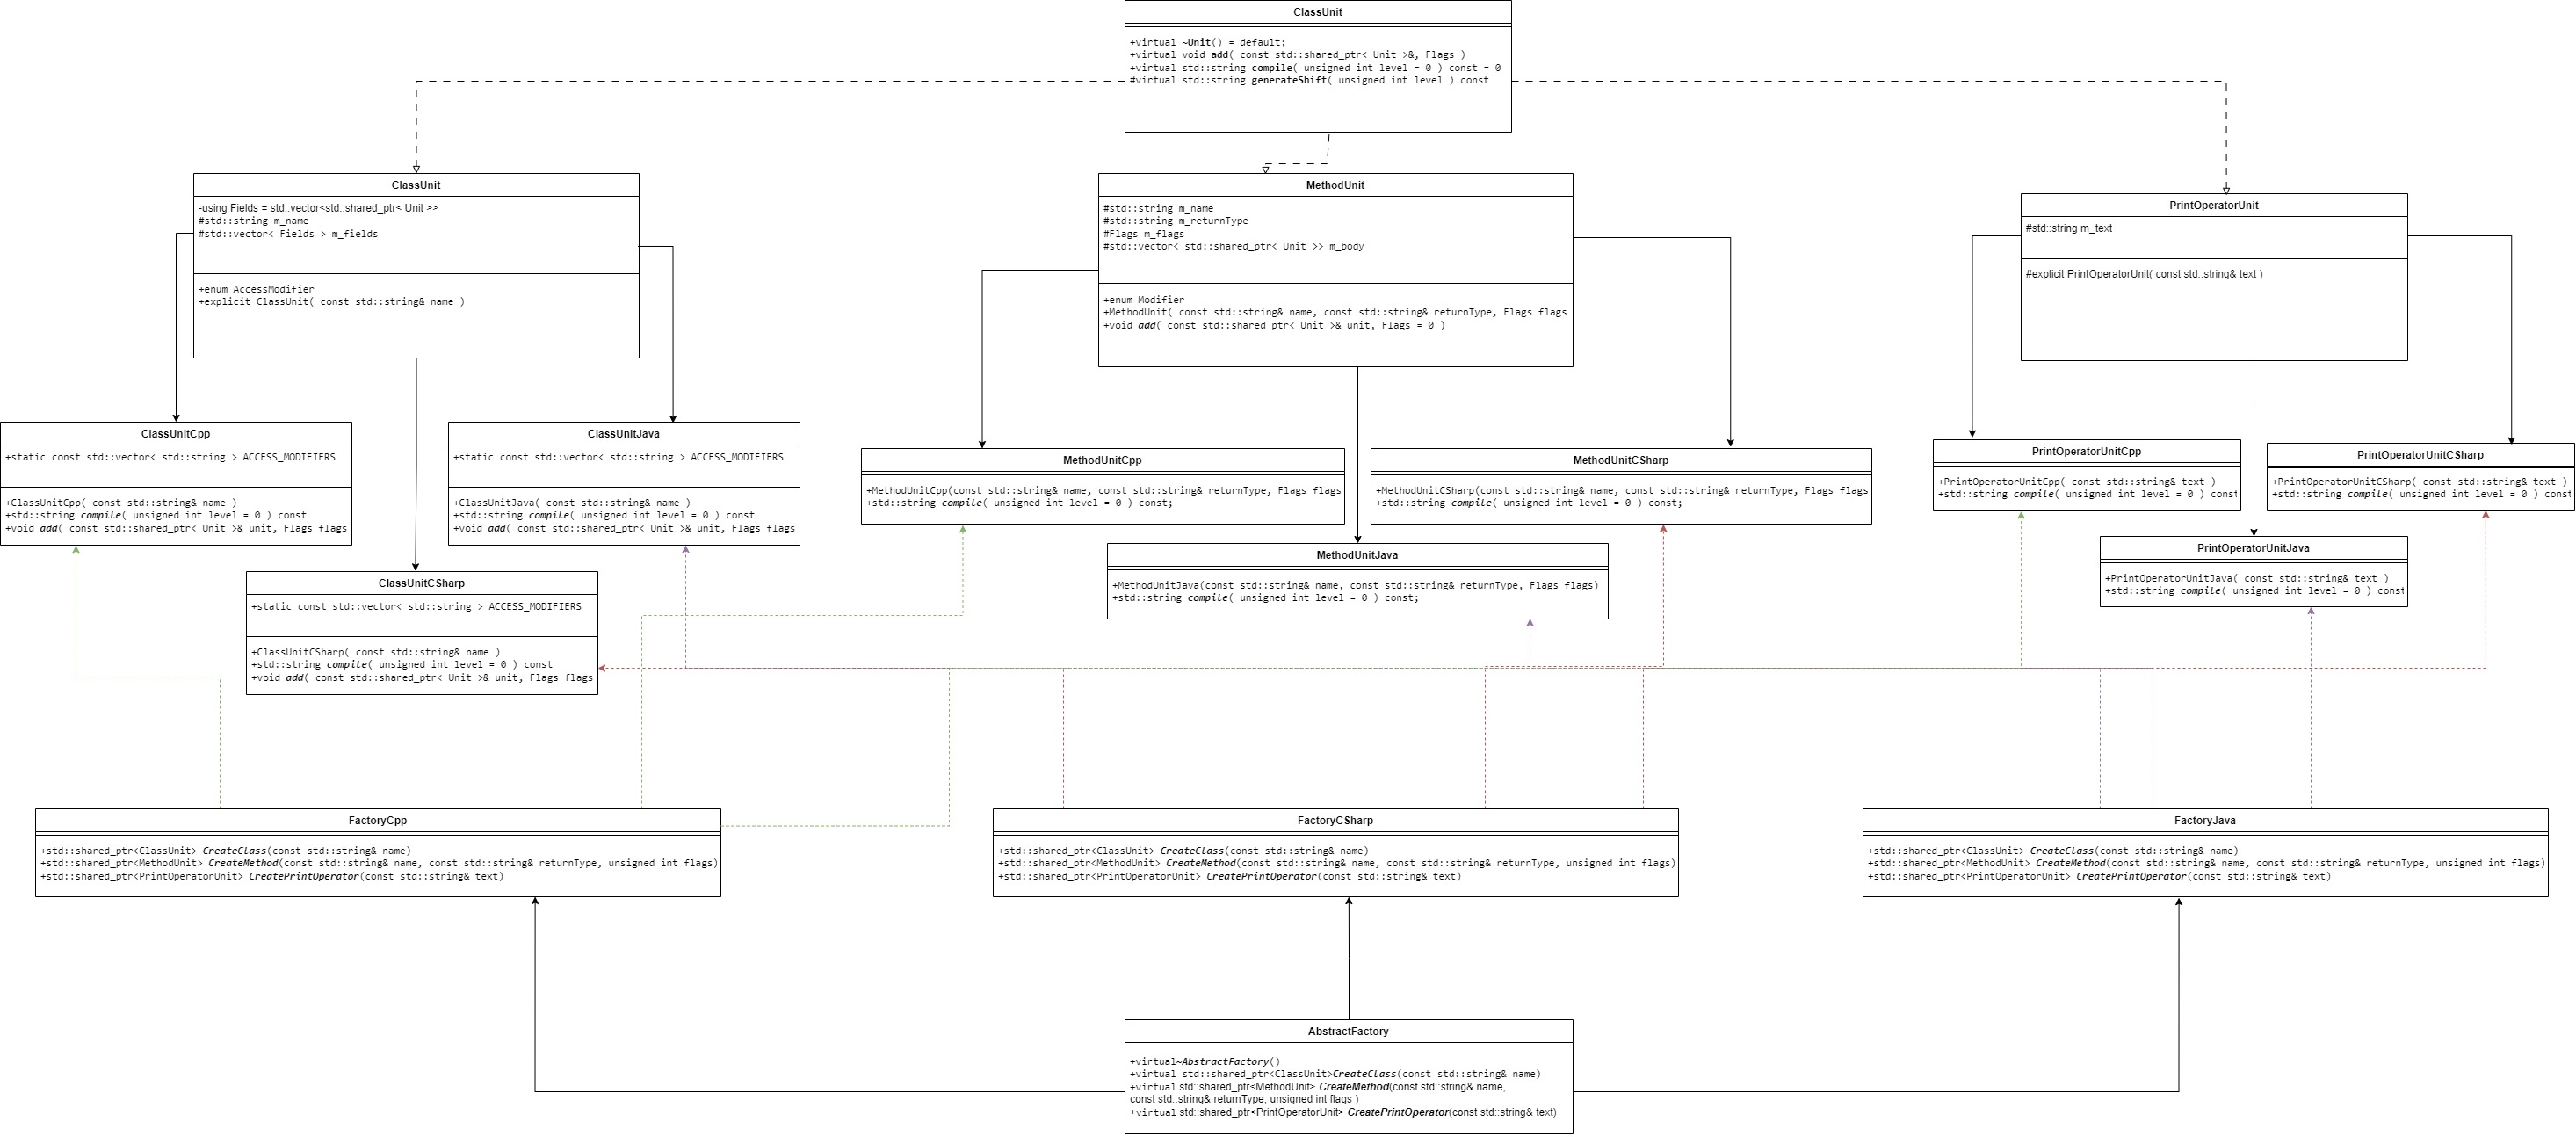 ClassUnit
+virtual ~Unit() = default;
+virtual void add( const std::shared_ptr< Unit >&, Flags )
+virtual std::string compile( unsigned int level = 0 ) const = 0
#virtual std::string generateShift( unsigned int level ) const
ClassUnit
-using Fields = std::vector<std::shared_ptr< Unit >>
#std::string m_name
#std::vector< Fields > m_fields
+enum AccessModifier
+explicit ClassUnit( const std::string& name )
MethodUnit
#std::string m_name
#std::string m_returnType
#Flags m_flags
#std::vector< std::shared_ptr< Unit >> m_body
+enum Modifier
+MethodUnit( const std::string& name, const std::string& returnType, Flags flags
+void add( const std::shared_ptr< Unit >& unit, Flags = 0 )
PrintOperatorUnit
#std::string m_text
#explicit PrintOperatorUnit( const std::string& text )
ClassUnitCpp
+static const std::vector< std::string > ACCESS_MODIFIERS
+ClassUnitCpp( const std::string& name )
+std::string compile( unsigned int level = 0 ) const
+void add( const std::shared_ptr< Unit >& unit, Flags flags
ClassUnitJava
+static const std::vector< std::string > ACCESS_MODIFIERS
+ClassUnitJava( const std::string& name )
+std::string compile( unsigned int level = 0 ) const
+void add( const std::shared_ptr< Unit >& unit, Flags flags
MethodUnitCpp
+MethodUnitCpp(const std::string& name, const std::string& returnType, Flags flags
+std::string compile( unsigned int level = 0 ) const;
MethodUnitCSharp
+MethodUnitCSharp(const std::string& name, const std::string& returnType, Flags flags
+std::string compile( unsigned int level = 0 ) const;
PrintOperatorUnitCpp
+PrintOperatorUnitCpp( const std::string& text )
+std::string compile( unsigned int level = 0 ) const
PrintOperatorUnitCSharp
+PrintOperatorUnitCSharp( const std::string& text )
+std::string compile( unsigned int level = 0 ) const
MethodUnitJava
+MethodUnitJava(const std::string& name, const std::string& returnType, Flags flags)
+std::string compile( unsigned int level = 0 ) const;
PrintOperatorUnitJava
+PrintOperatorUnitJava( const std::string& text )
+std::string compile( unsigned int level = 0 ) const
ClassUnitCSharp
+static const std::vector< std::string > ACCESS_MODIFIERS
+ClassUnitCSharp( const std::string& name )
+std::string compile( unsigned int level = 0 ) const
+void add( const std::shared_ptr< Unit >& unit, Flags flags
FactoryCpp
+std::shared_ptr<ClassUnit> CreateClass(const std::string& name)
+std::shared_ptr<MethodUnit> CreateMethod(const std::string& name, const std::string& returnType, unsigned int flags)
+std::shared_ptr<PrintOperatorUnit> CreatePrintOperator(const std::string& text)
FactoryCSharp
+std::shared_ptr<ClassUnit> CreateClass(const std::string& name)
+std::shared_ptr<MethodUnit> CreateMethod(const std::string& name, const std::string& returnType, unsigned int flags)
+std::shared_ptr<PrintOperatorUnit> CreatePrintOperator(const std::string& text)
FactoryJava
+std::shared_ptr<ClassUnit> CreateClass(const std::string& name)
+std::shared_ptr<MethodUnit> CreateMethod(const std::string& name, const std::string& returnType, unsigned int flags)
+std::shared_ptr<PrintOperatorUnit> CreatePrintOperator(const std::string& text)
AbstractFactory
+virtual~AbstractFactory()
+virtual std::shared_ptr<ClassUnit>CreateClass(const std::string& name)
+virtual std::shared_ptr<MethodUnit> CreateMethod(const std::string& name,
const std::string& returnType, unsigned int flags )
+virtual std::shared_ptr<PrintOperatorUnit> CreatePrintOperator(const std::string& text)